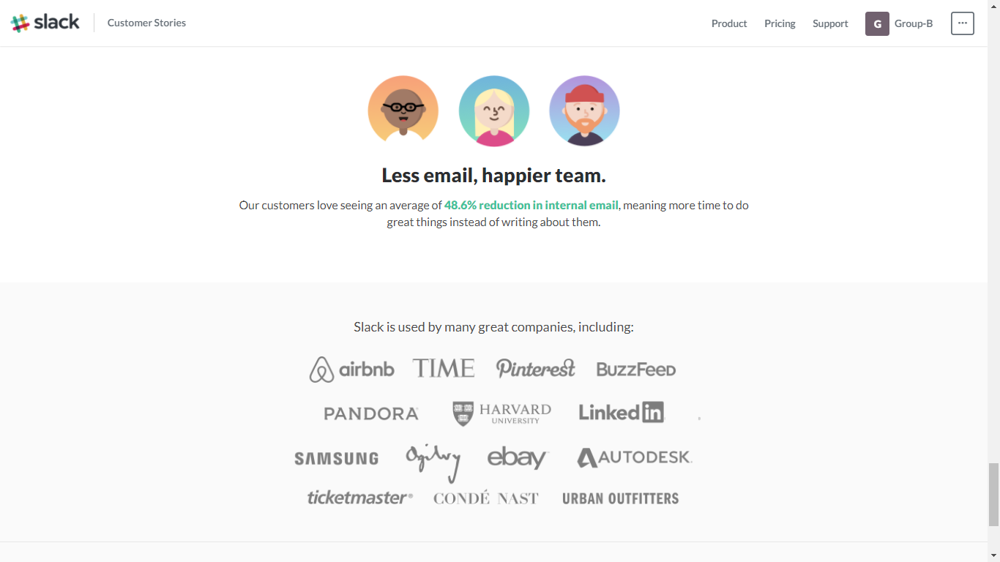 slack Customer Stories Product Pricing Support G Group-B ...
Less email, happier team.
Our customers love seeing an average of 48.6% reduction in internal email, meaning more time to do
great things instead of writing about them.
Slack is used by many great companies, including:
airbnb TIME Pinterest BuzzFeeD
PANDORA HARVARD UNIVERSITY Linked in
SAMSUNG Ogilvy ebay AUTODESK.
ticketmaster® CONDÉ NAST URBAN OUTFITTERS